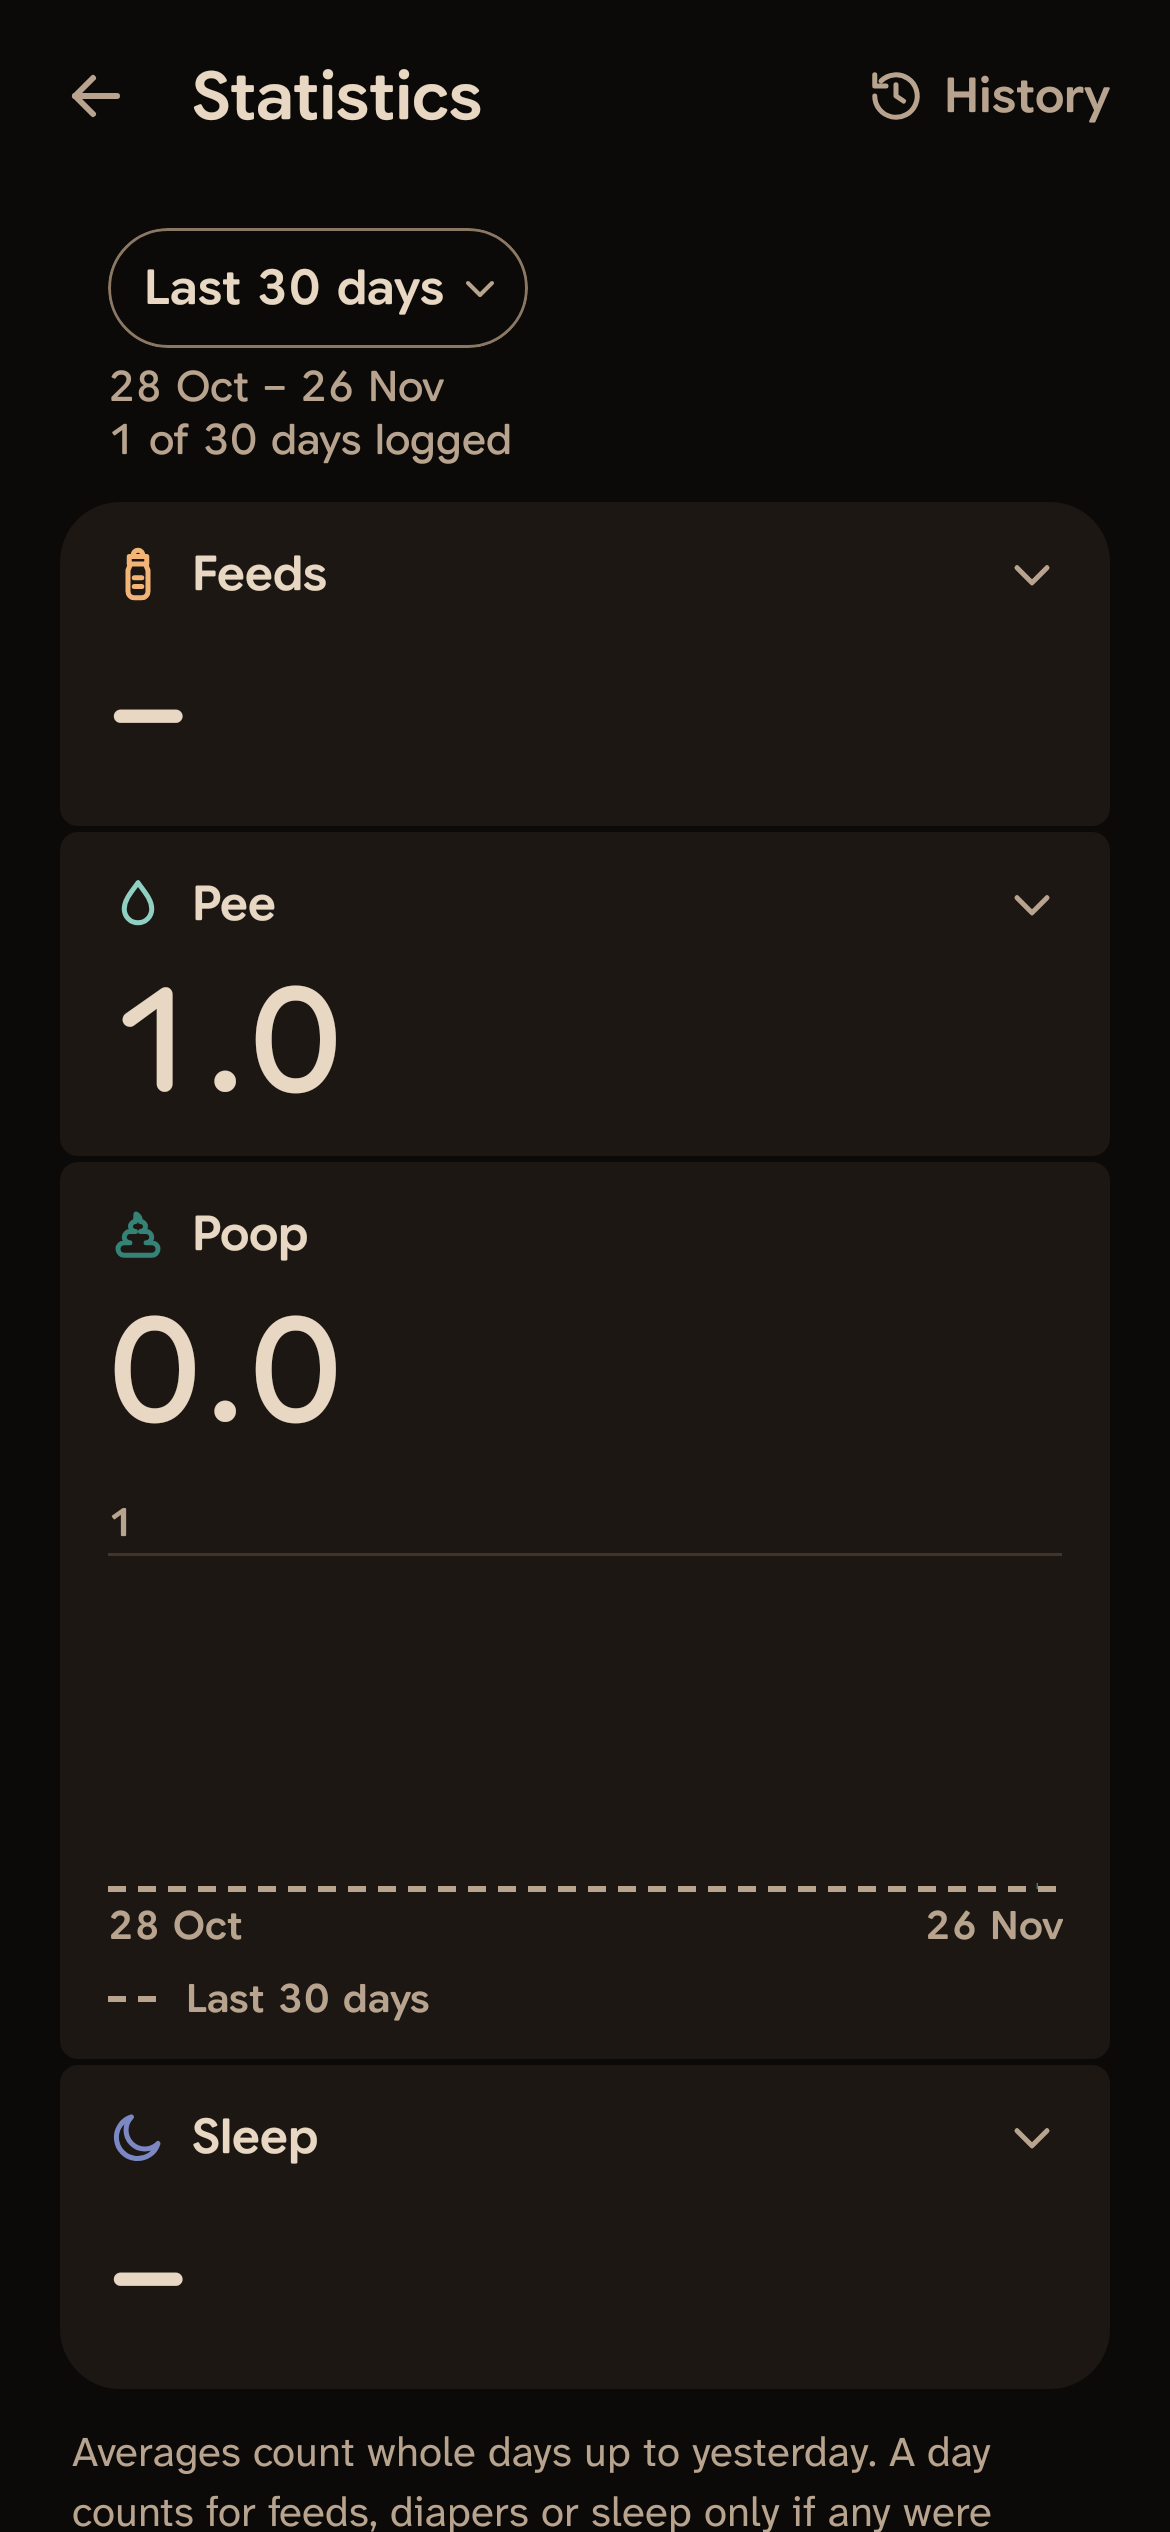 Statistics
History
Last 30 days
28 Oct – 26 Nov
1 of 30 days logged
Feeds
—
Pee
1.0
Poop
0.0
1
28 Oct
26 Nov
Last 30 days
Sleep
—
Averages count whole days up to yesterday. A day
counts for feeds, diapers or sleep only if any were